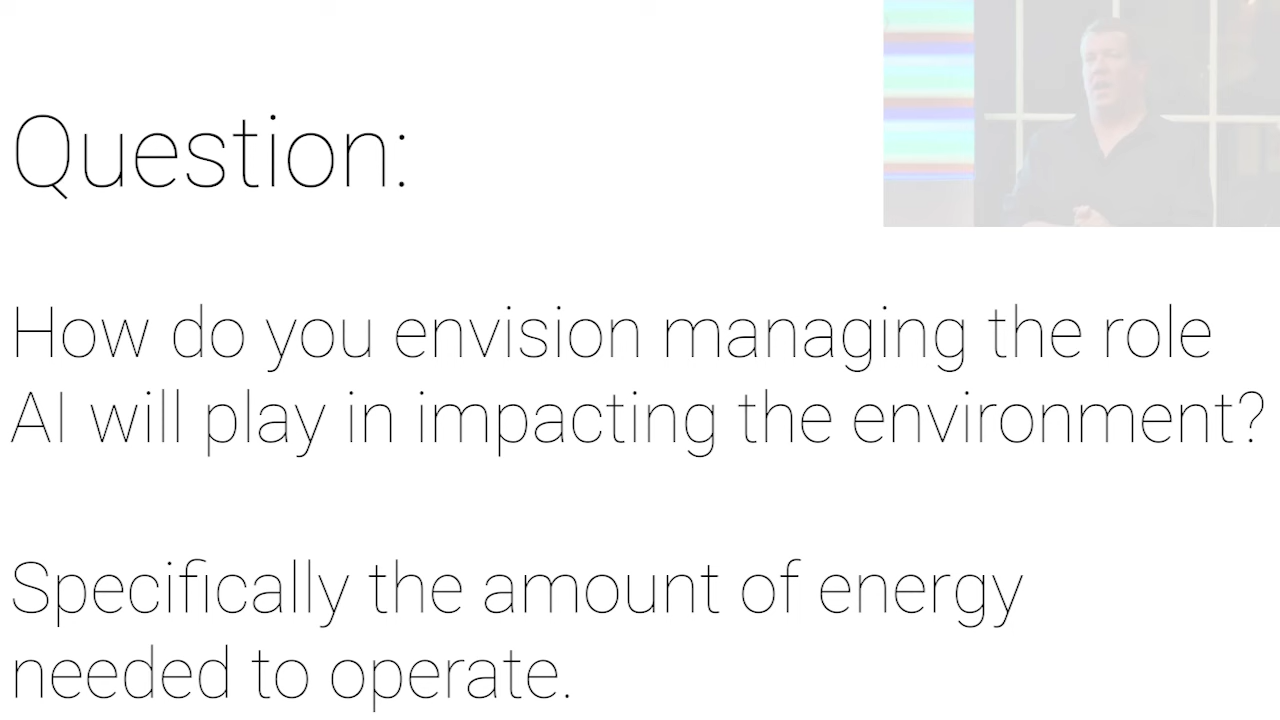 Question:
How do you envision managing the role
AI will play in impacting the environment?
Specifically the amount of energy
needed to operate.